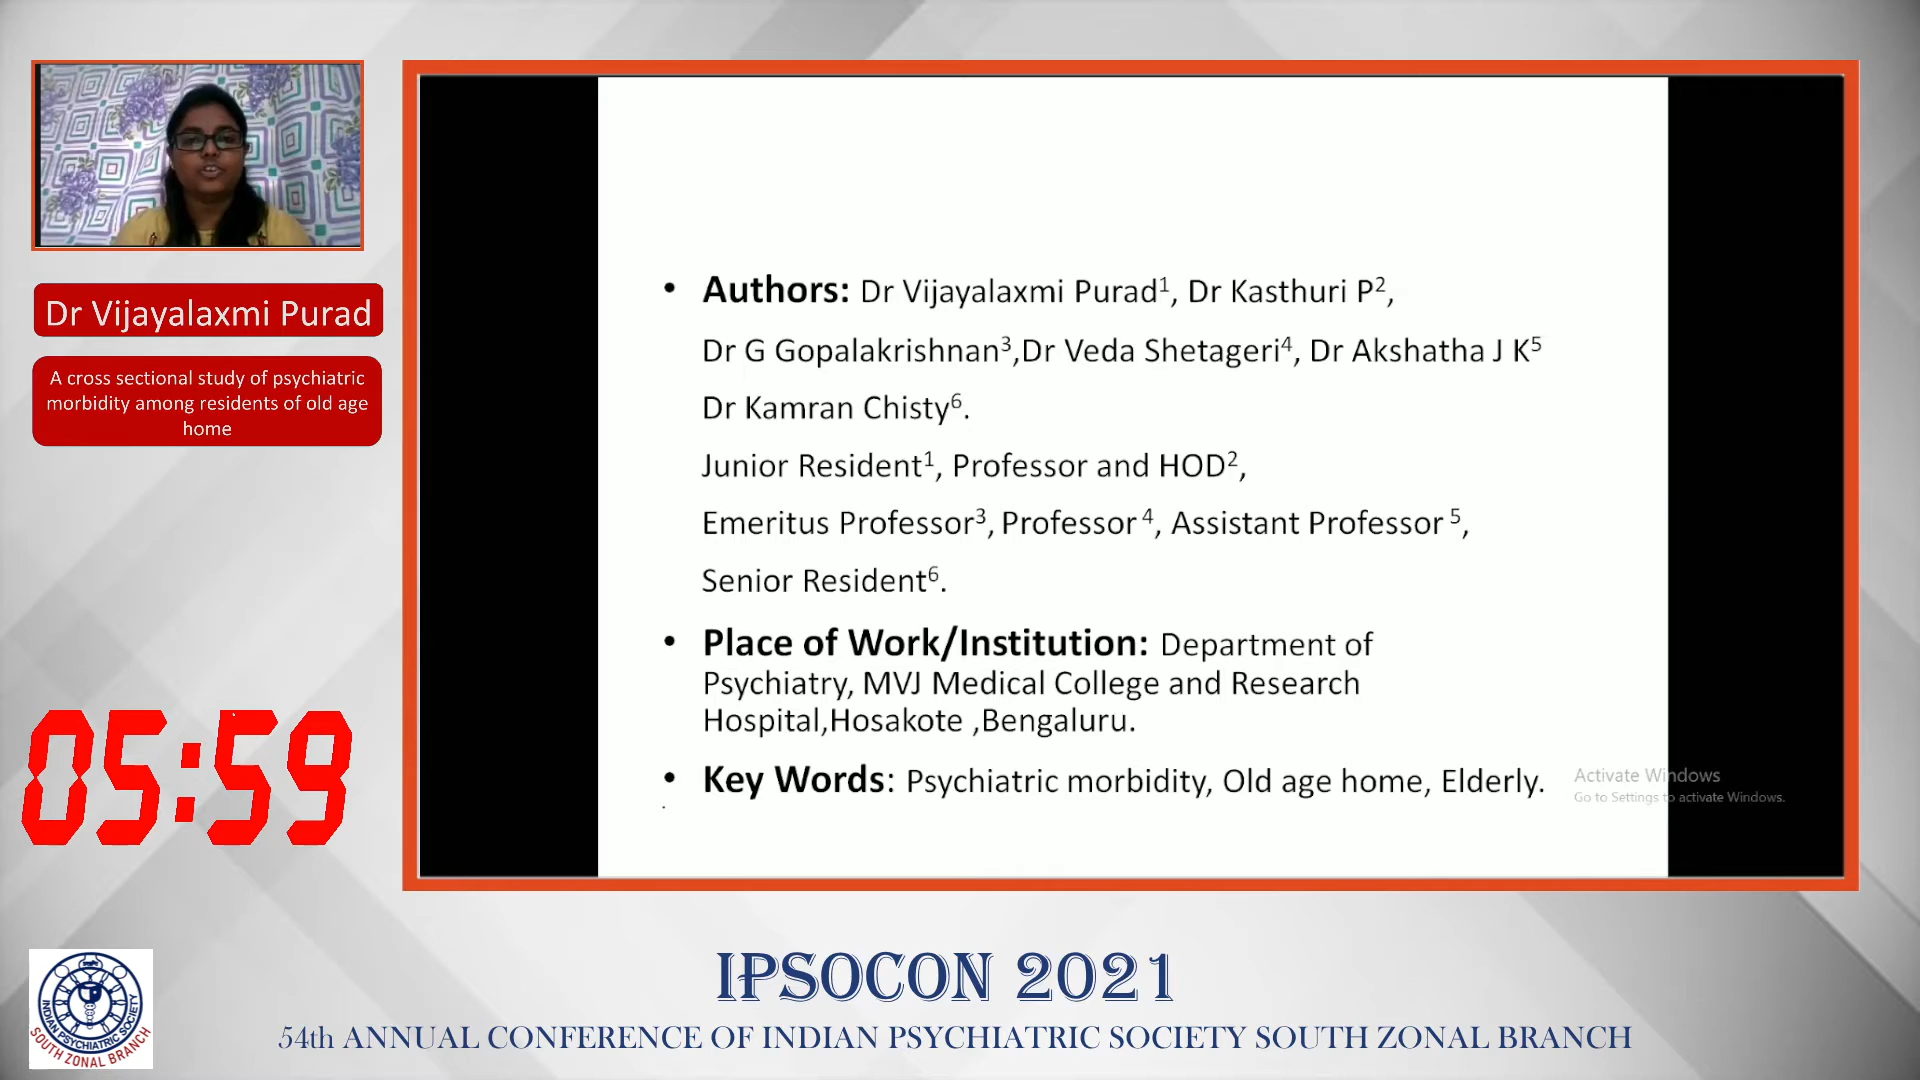 Dr Vijayalaxmi Purad
A cross sectional study of psychiatric
morbidity among residents of old age
home
05:59
• Authors: Dr Vijayalaxmi Purad1, Dr Kasthuri P2,
Dr G Gopalakrishnan3,Dr Veda Shetageri4, Dr Akshatha J K5
Dr Kamran Chisty6.
Junior Resident1, Professor and HOD2,
Emeritus Professor3, Professor 4, Assistant Professor 5,
Senior Resident6.
• Place of Work/Institution: Department of
Psychiatry, MVJ Medical College and Research
Hospital,Hosakote ,Bengaluru.
• Key Words: Psychiatric morbidity, Old age home, Elderly.
.
Activate Windows
Go to Settings to activate Windows.
INDIAN PSYCHIATRIC SOCIETY
SOUTH ZONAL BRANCH
IPSOCON 2021
54th ANNUAL CONFERENCE OF INDIAN PSYCHIATRIC SOCIETY SOUTH ZONAL BRANCH